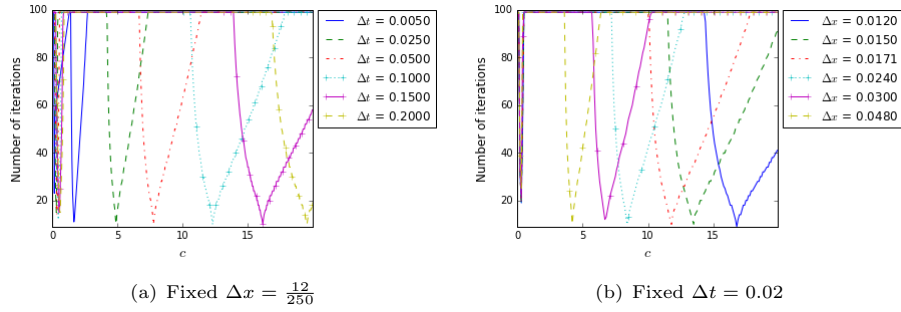 100
80
60
40
20
Number of iterations
0
5
10
15
c
Δt = 0.0050
Δt = 0.0250
Δt = 0.0500
Δt = 0.1000
Δt = 0.1500
Δt = 0.2000
(a) Fixed Δx = 12/250
100
80
60
40
20
Number of iterations
0
5
10
15
c
Δx = 0.0120
Δx = 0.0150
Δx = 0.0171
Δx = 0.0240
Δx = 0.0300
Δx = 0.0480
(b) Fixed Δt = 0.02